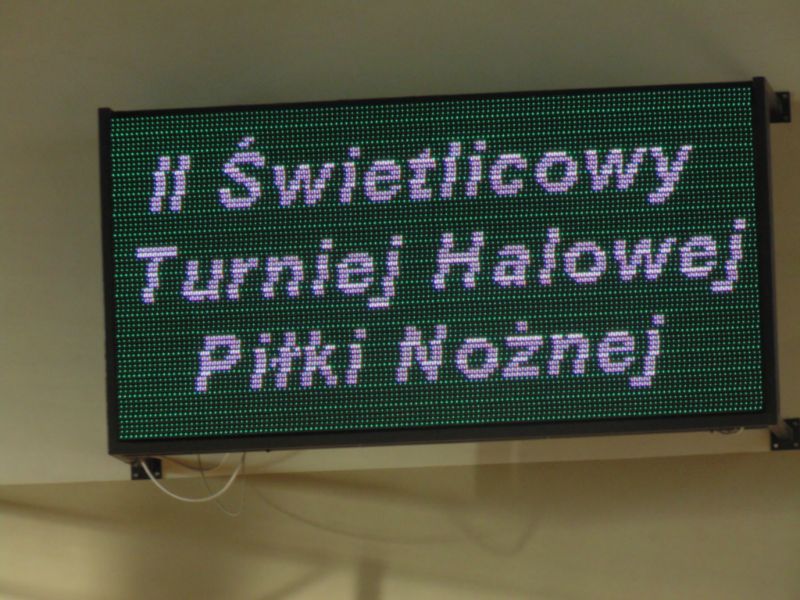 II Świetlicowy
Turniej Halowej
Piłki Nożnej